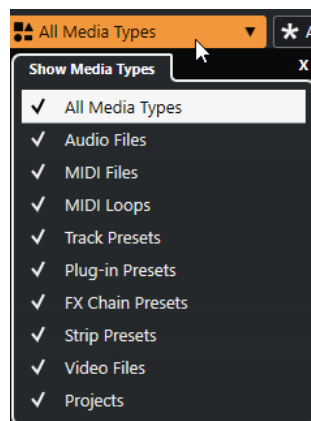 All Media Types
Show Media Types X
All Media Types
Audio Files
MIDI Files
MIDI Loops
Track Presets
Plug-in Presets
FX Chain Presets
Strip Presets
Video Files
Projects